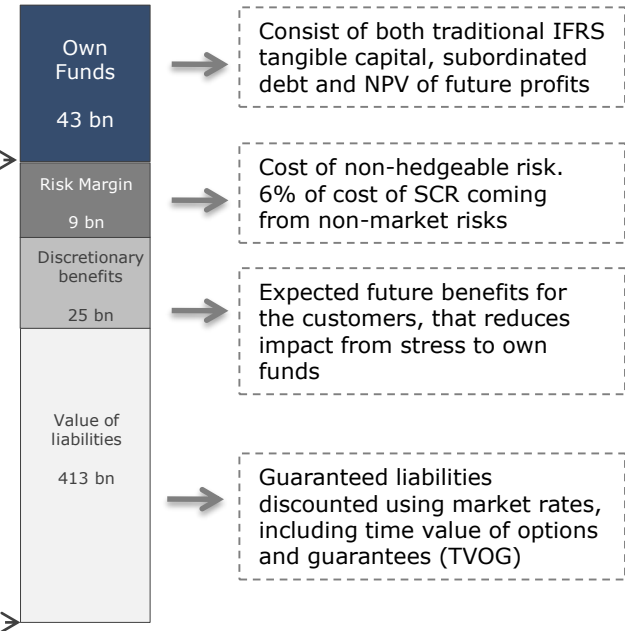 Own
Funds
43 bn
Consist of both traditional IFRS
tangible capital, subordinated
debt and NPV of future profits
Risk Margin
9 bn
Cost of non-hedgeable risk.
6% of cost of SCR coming
from non-market risks
Discretionary
benefits
25 bn
Expected future benefits for
the customers, that reduces
impact from stress to own
funds
Value of
liabilities
413 bn
Guaranteed liabilities
discounted using market rates,
including time value of options
and guarantees (TVOG)